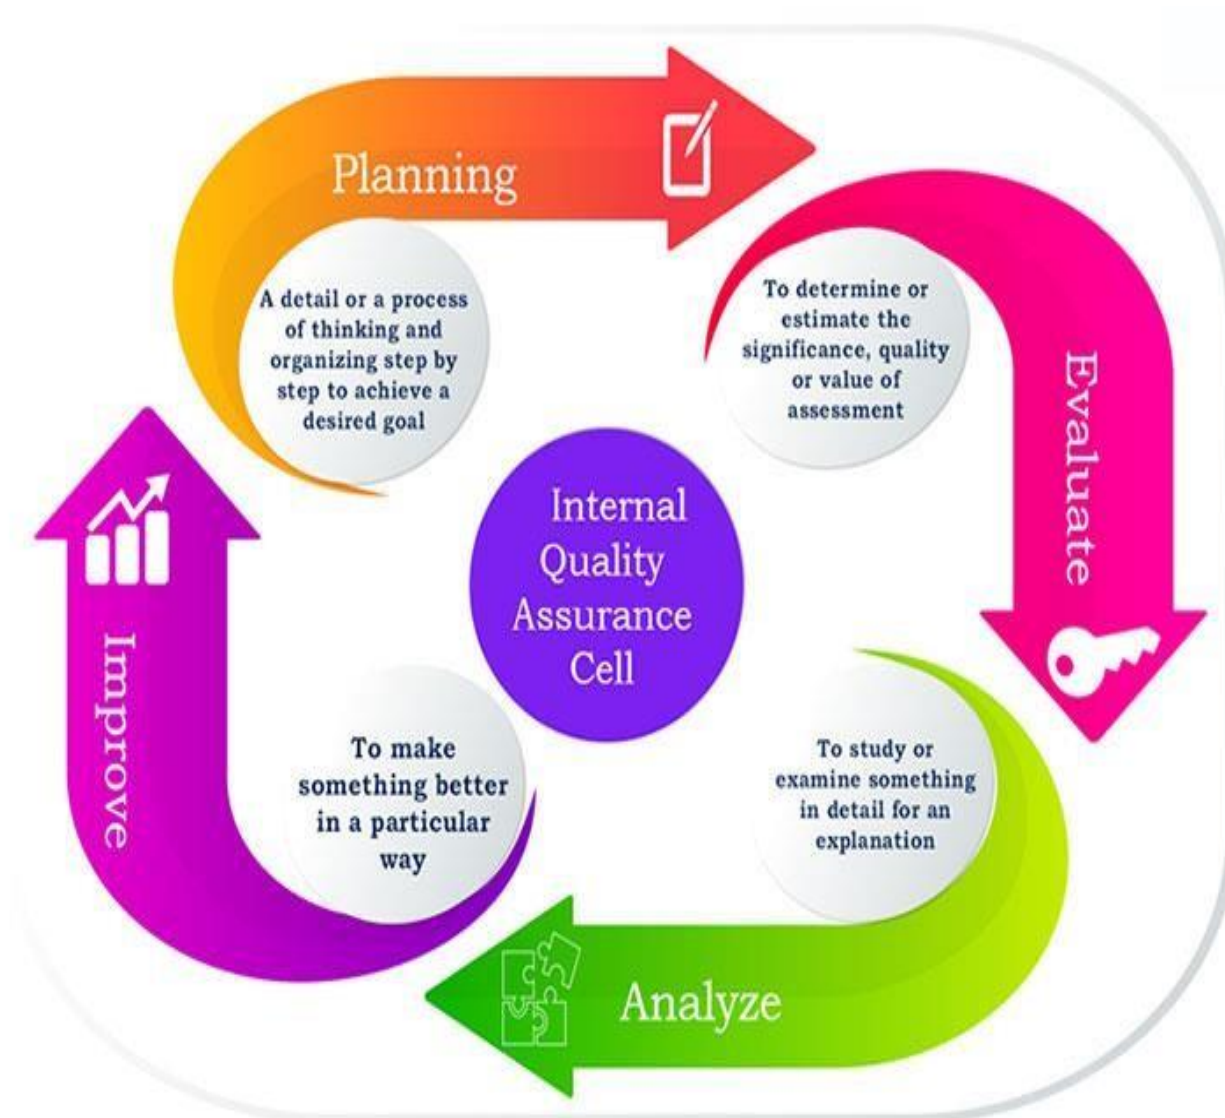 Planning
A detail or a process
of thinking and
organizing step by
step to achieve a
desired goal
To determine or
estimate the
significance, quality
or value of
assessment
Evaluate
Internal
Quality
Assurance
Cell
To study or
examine something
in detail for an
explanation
Analyze
To make
something better
in a particular
way
Improve